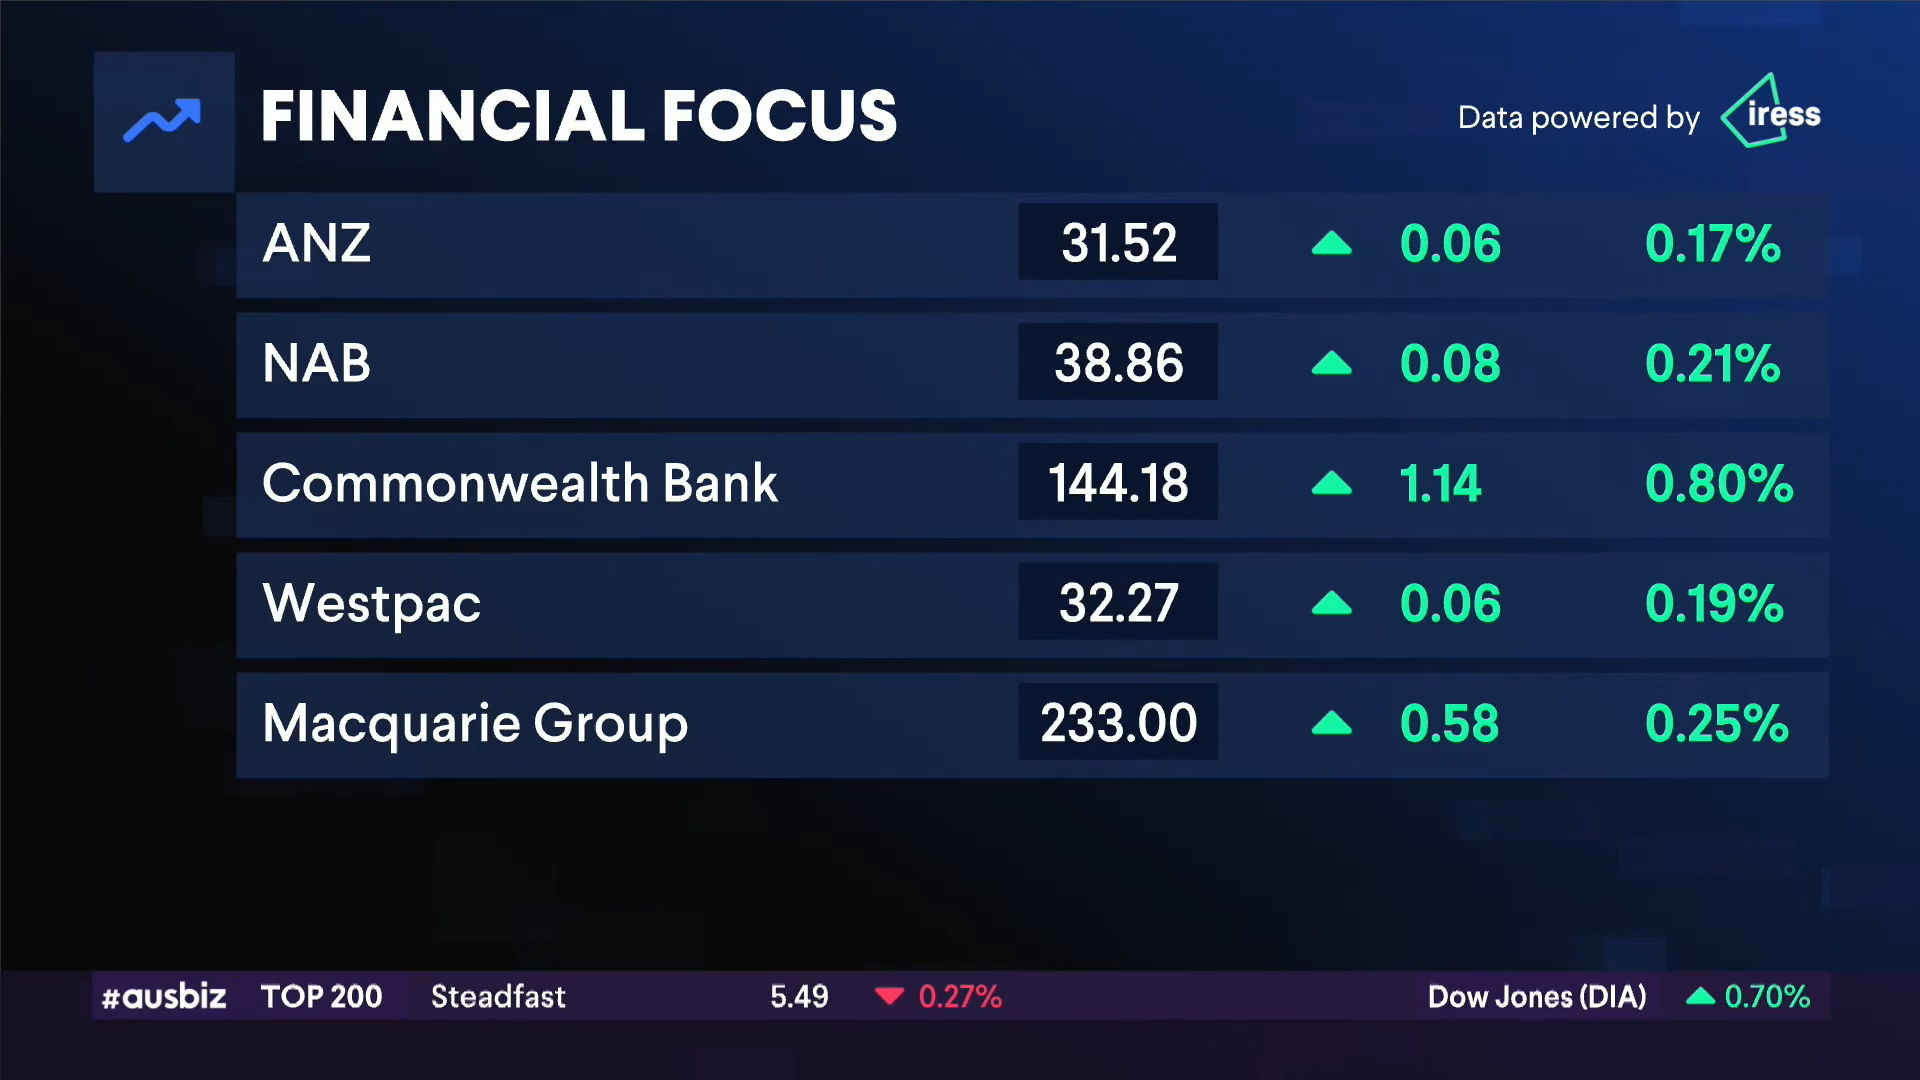 FINANCIAL FOCUS
Data powered by iress
ANZ 31.52 0.06 0.17%
NAB 38.86 0.08 0.21%
Commonwealth Bank 144.18 1.14 0.80%
Westpac 32.27 0.06 0.19%
Macquarie Group 233.00 0.58 0.25%
#ausbiz TOP 200 Steadfast 5.49 0.27% Dow Jones (DIA) 0.70%